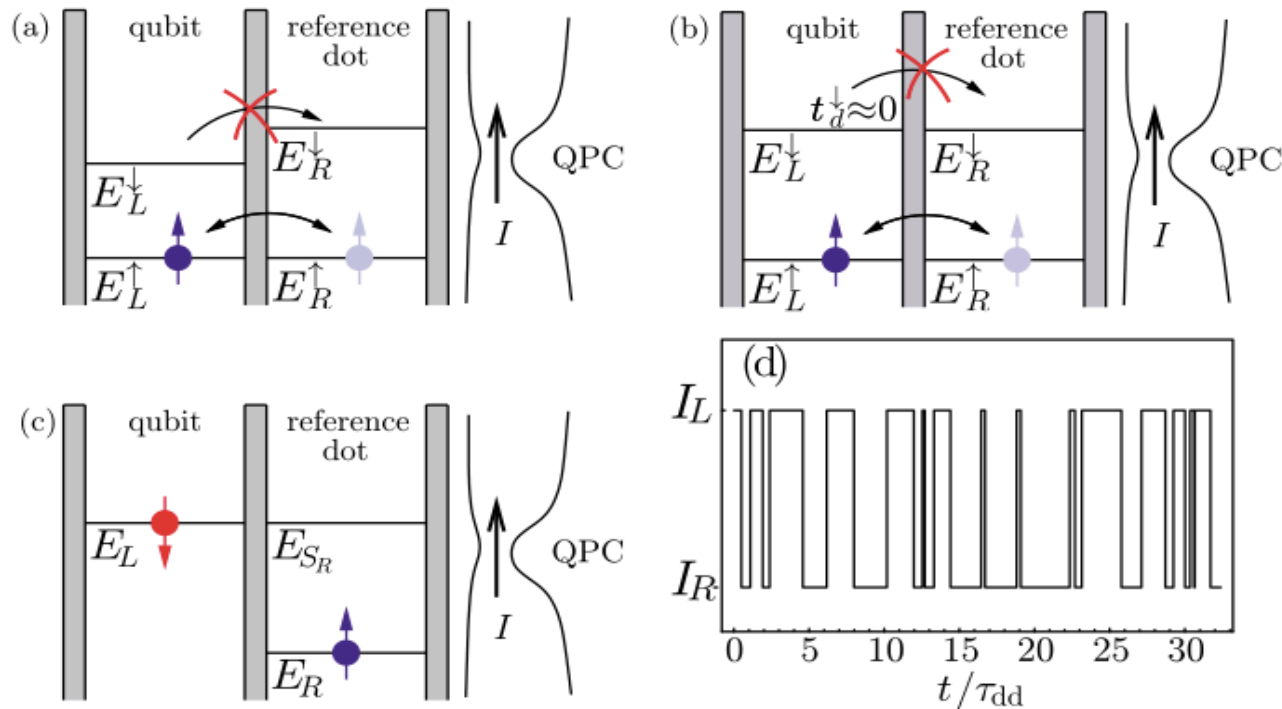 (a)
qubit
reference
dot
E_L^↓
E_R^↓
E_L^↑
E_R^↑
I
QPC
(b)
qubit
reference
dot
t_d^↓≈0
E_L^↓
E_R^↓
E_L^↑
E_R^↑
I
QPC
(c)
qubit
reference
dot
E_L
E_{S_R}
E_R
I
QPC
(d)
I_L
I_R
0 5 10 15 20 25 30
t/τ_dd